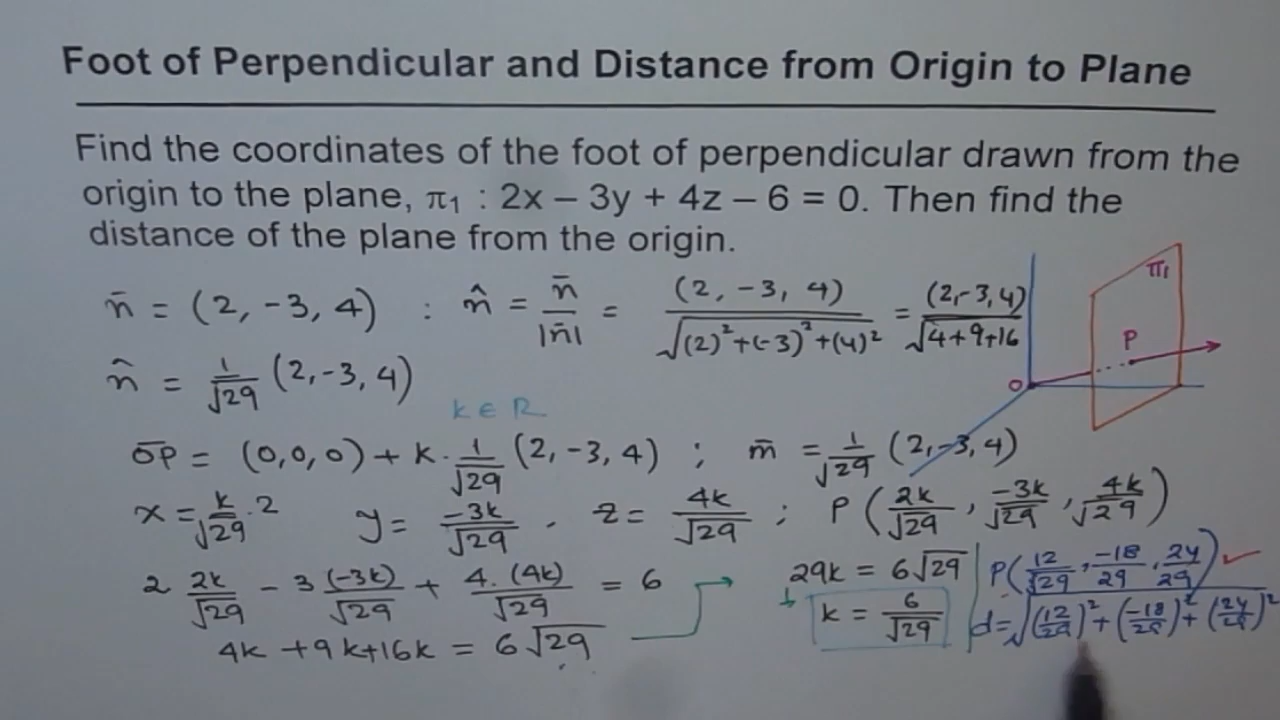 Foot of Perpendicular and Distance from Origin to Plane
Find the coordinates of the foot of perpendicular drawn from the
origin to the plane, π₁ : 2x – 3y + 4z – 6 = 0. Then find the
distance of the plane from the origin.
n̄ = (2, -3, 4) : n̂ = n̄/|n̄| = (2, -3, 4)/√((2)²+(-3)²+(4)²) = (2,-3,4)/√(4+9+16)
π₁
P
O
n̂ = 1/√29 (2,-3,4)
k ∈ R
OP̄ = (0,0,0) + k · 1/√29 (2,-3,4) ; m̄ = 1/√29 (2,-3,4)
x = k/√29 · 2 y = -3k/√29 . z = 4k/√29 ; P (2k/√29, -3k/√29, 4k/√29)
2 2k/√29 - 3 (-3k)/√29 + 4.(4k)/√29 = 6
4k + 9k+16k = 6√29
29k = 6√29
k = 6/√29
P(12/29, -18/29, 24/29) ✓
d = √((12/29)² + (-18/29)² + (24/29)²)